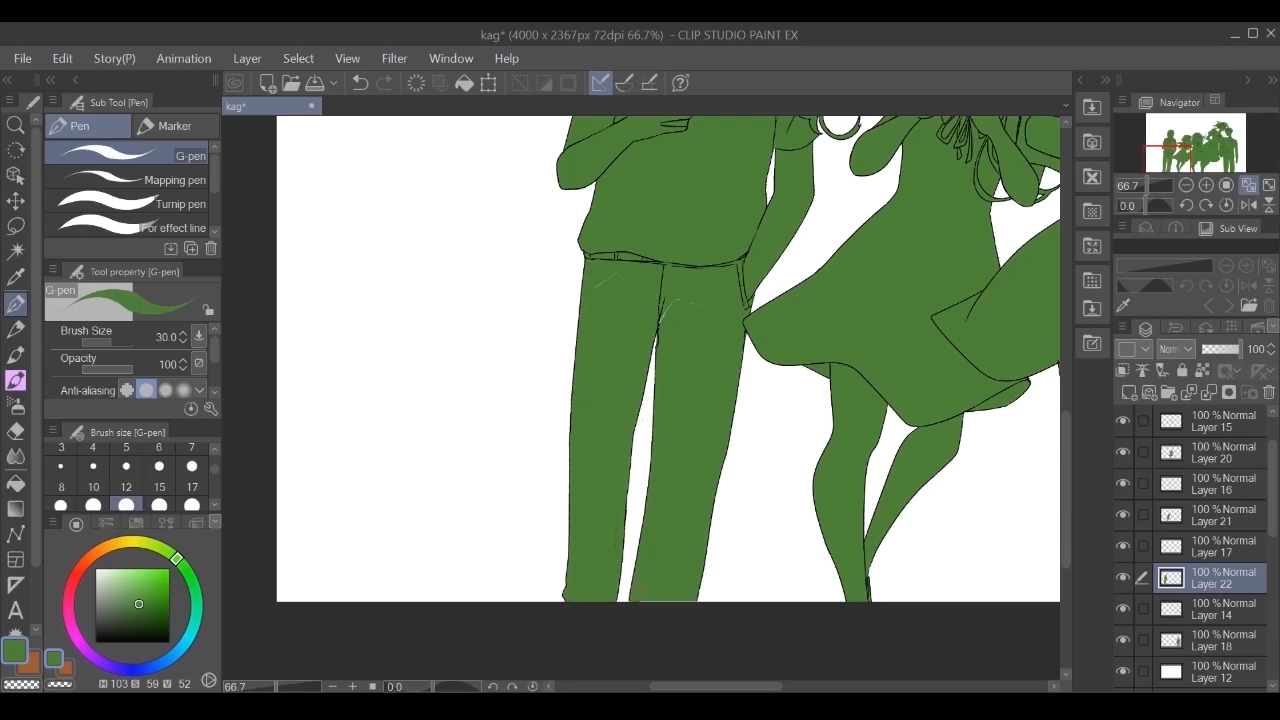 kag* (4000 x 2367px 72dpi 66.7%) - CLIP STUDIO PAINT EX
File Edit Story(P) Animation Layer Select View Filter Window Help
Sub Tool [Pen]
kag*
Navigator
Pen Marker
G-pen
Mapping pen
Turnip pen
For effect line
66.7
0.0
Sub View
Tool property [G-pen]
G-pen
Brush Size 30.0
Opacity 100
Anti-aliasing
Brush size [G-pen]
3 4 5 6 7
8 10 12 15 17
Norm 100
100 % Normal
Layer 15
100 % Normal
Layer 20
100 % Normal
Layer 16
100 % Normal
Layer 21
100 % Normal
Layer 17
100 % Normal
Layer 22
100 % Normal
Layer 14
100 % Normal
Layer 18
100 % Normal
Layer 12
A
H 103 S 59 V 52
66.7 0.0